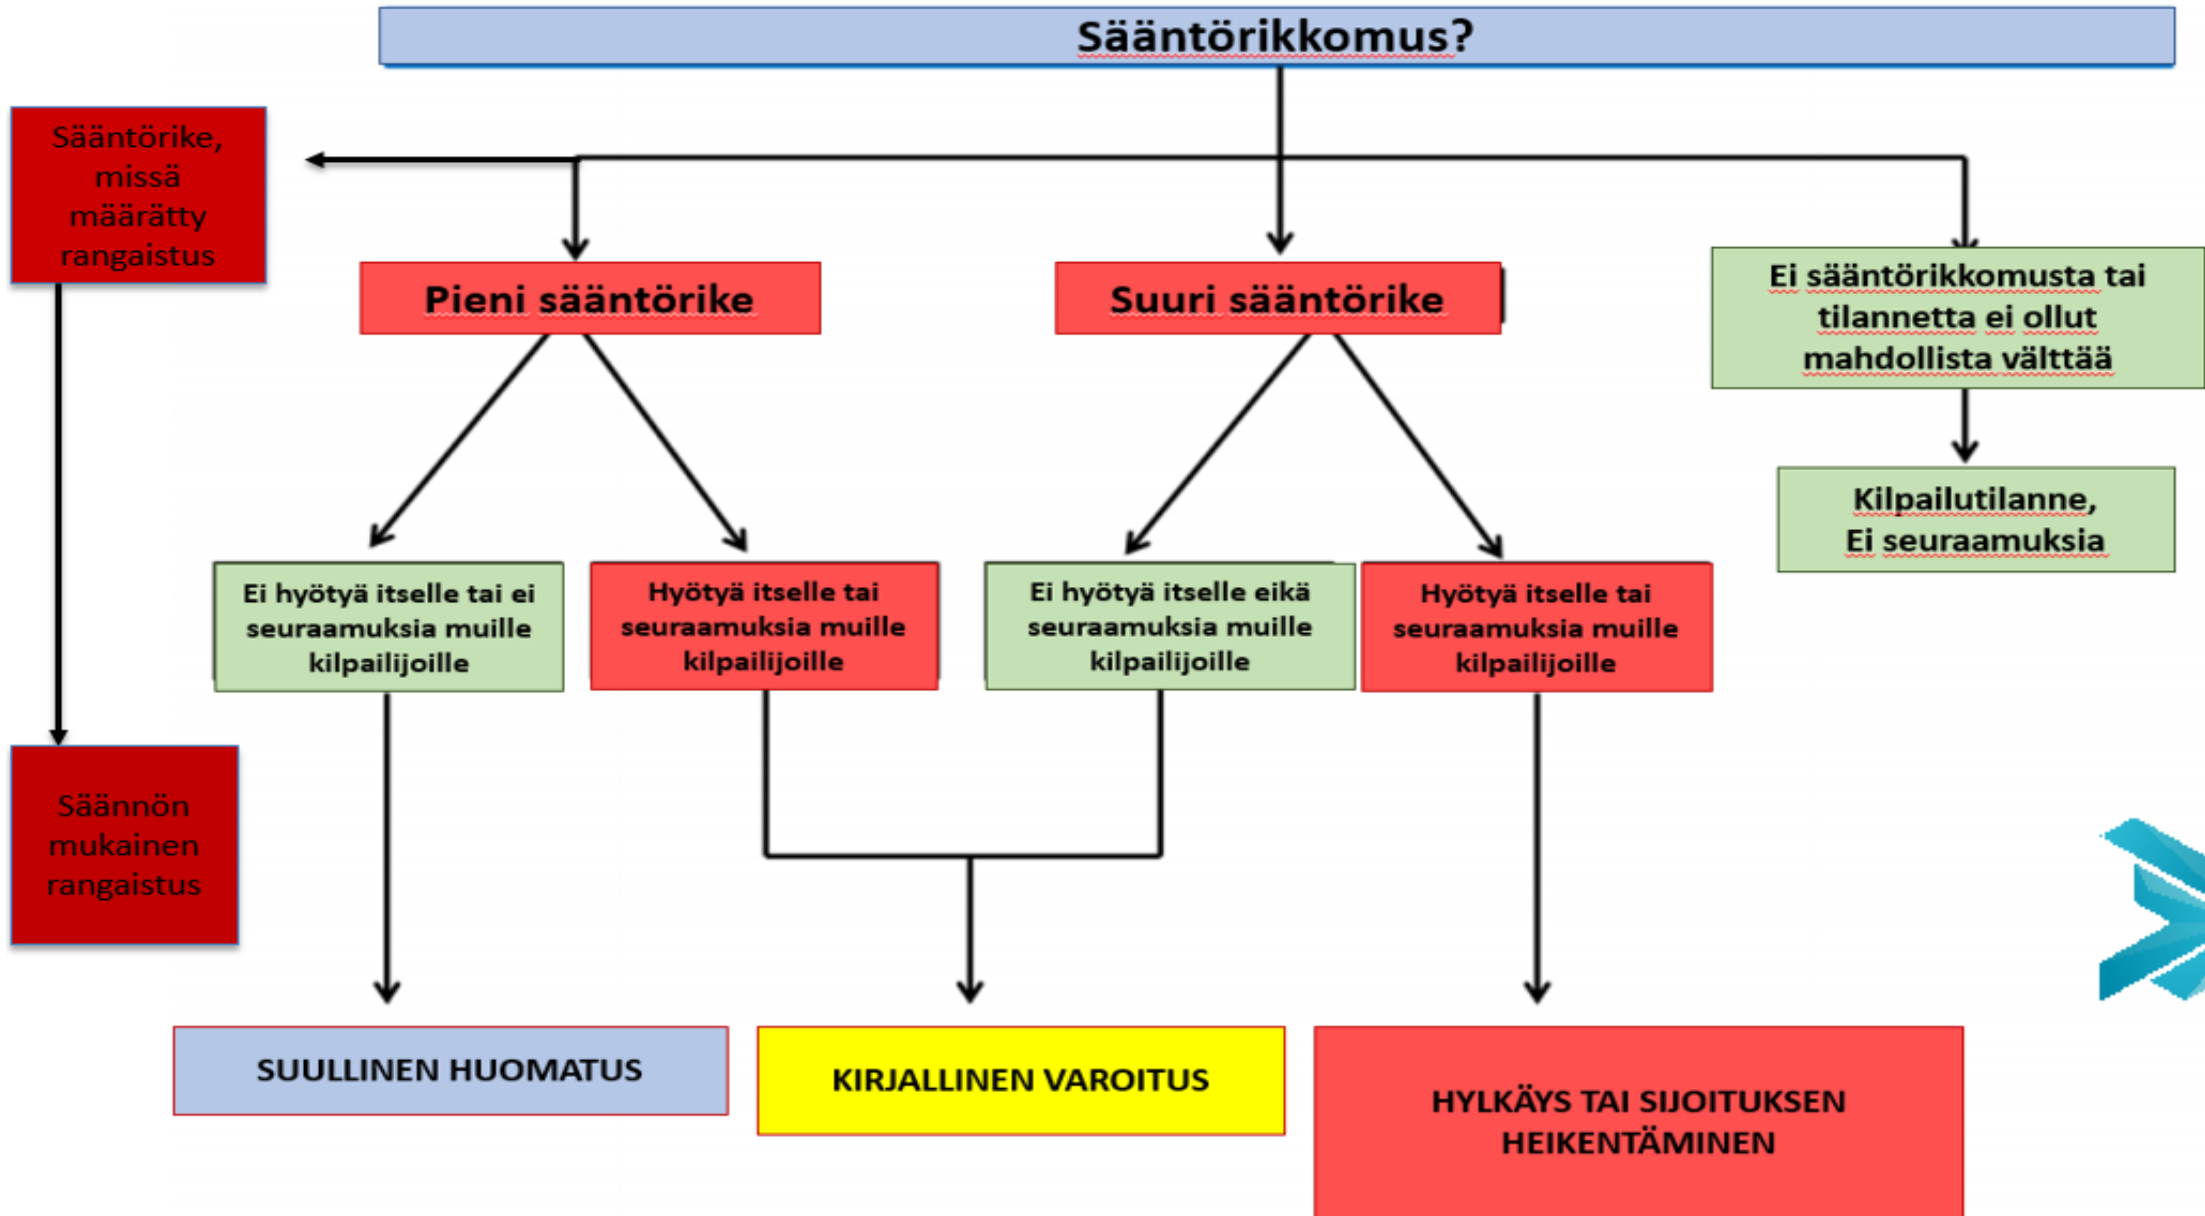 Sääntörikkomus?
Sääntörike,
missä
määrätty
rangaistus
Pieni sääntörike
Suuri sääntörike
Ei sääntörikkomusta tai
tilannetta ei ollut
mahdollista välttää
Kilpailutilanne,
Ei seuraamuksia
Ei hyötyä itselle tai ei
seuraamuksia muille
kilpailijoille
Hyötyä itselle tai
seuraamuksia muille
kilpailijoille
Ei hyötyä itselle eikä
seuraamuksia muille
kilpailijoille
Hyötyä itselle tai
seuraamuksia muille
kilpailijoille
Säännön
mukainen
rangaistus
SUULLINEN HUOMATUS
KIRJALLINEN VAROITUS
HYLKÄYS TAI SIJOITUKSEN
HEIKENTÄMINEN